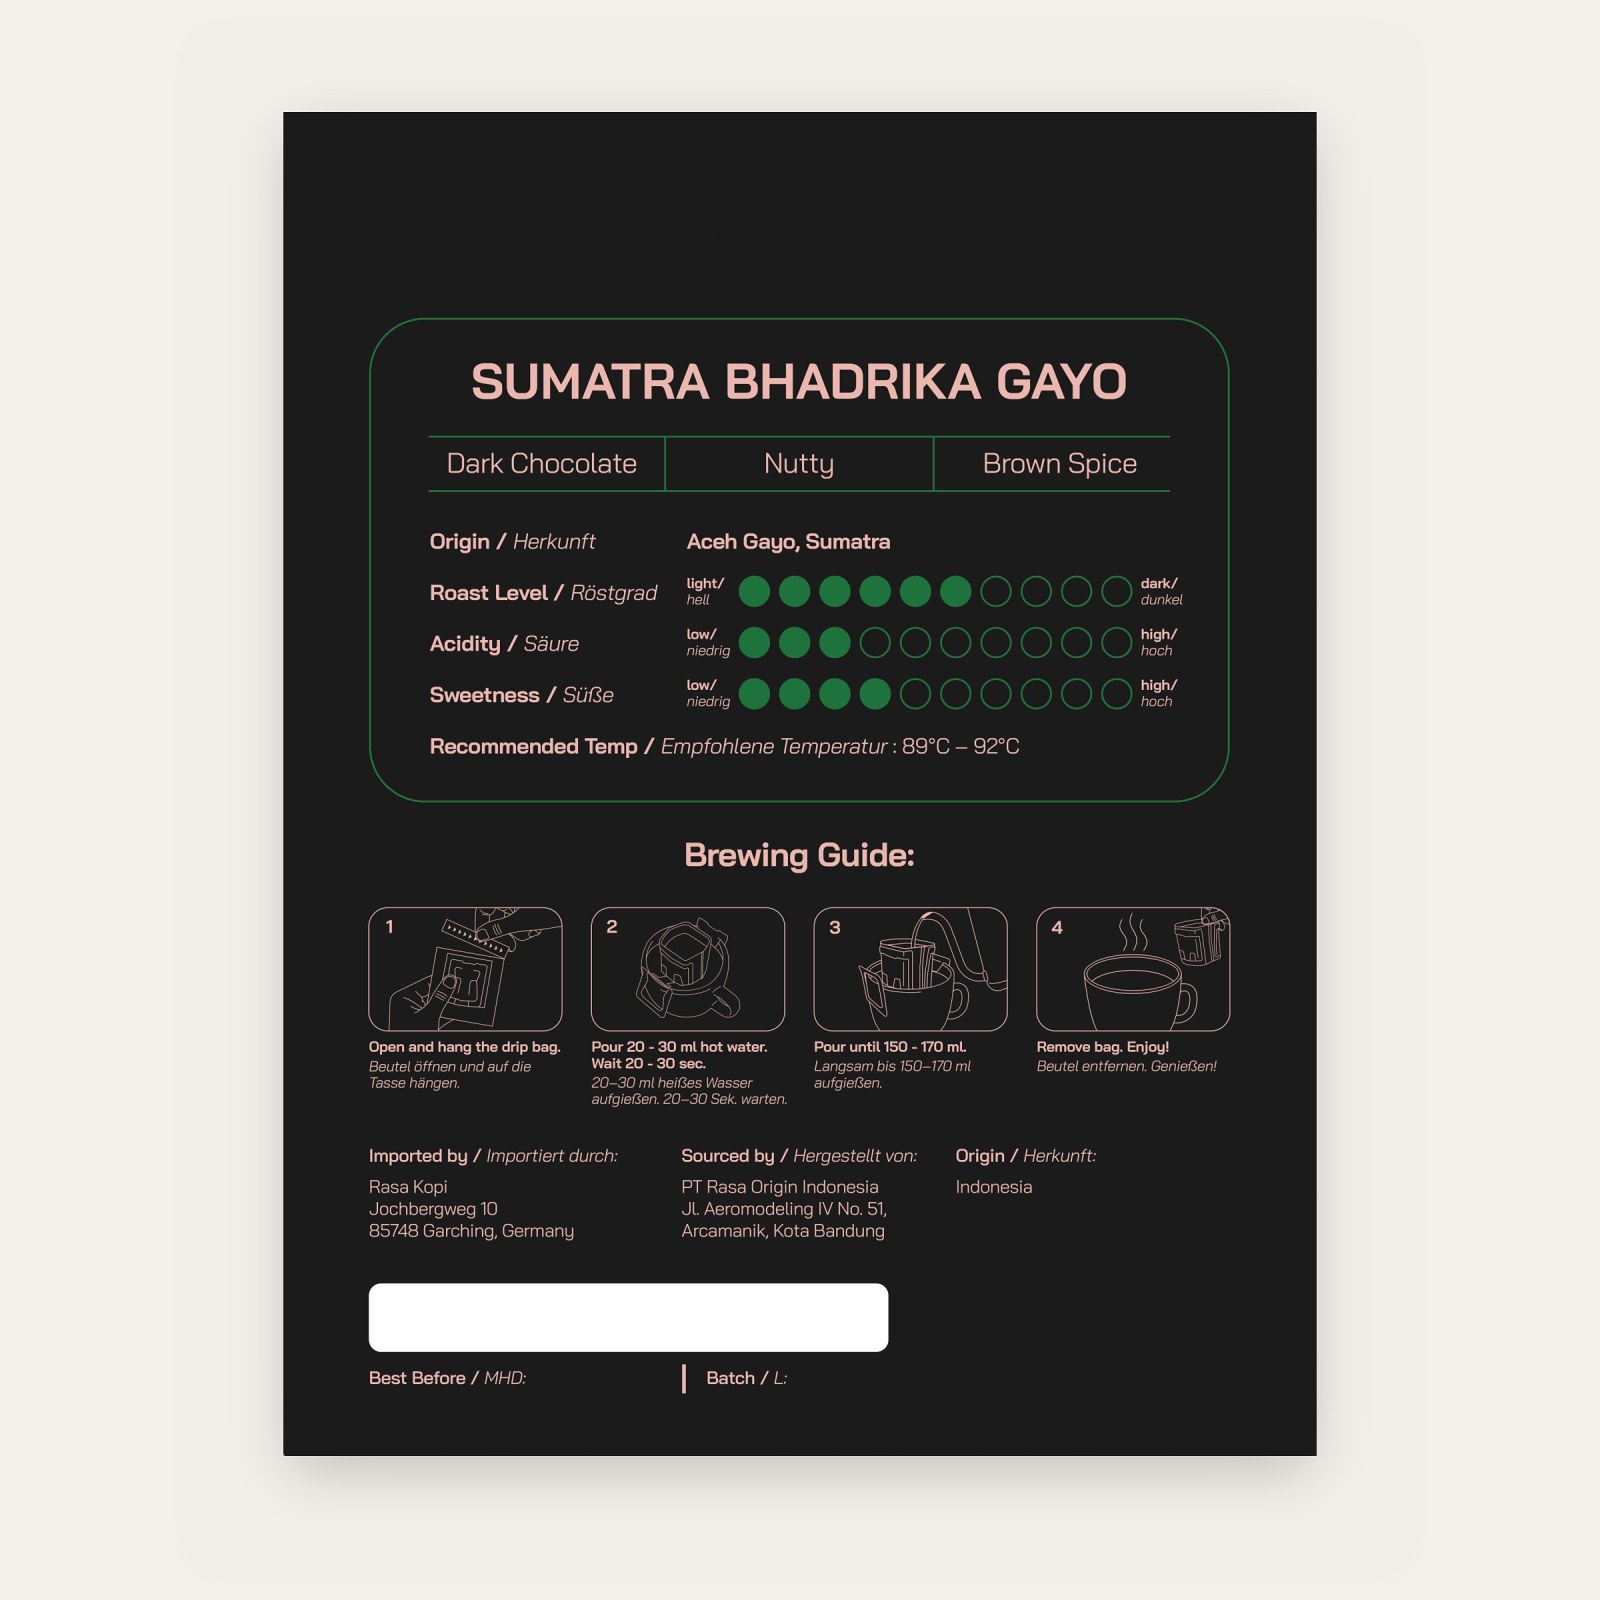 SUMATRA BHADRIKA GAYO
Dark Chocolate
Nutty
Brown Spice
Origin / Herkunft
Aceh Gayo, Sumatra
Roast Level / Röstgrad
light/
hell
dark/
dunkel
Acidity / Säure
low/
niedrig
high/
hoch
Sweetness / Süße
low/
niedrig
high/
hoch
Recommended Temp / Empfohlene Temperatur : 89°C – 92°C
Brewing Guide:
1
Open and hang the drip bag.
Beutel öffnen und auf die
Tasse hängen.
2
Pour 20 - 30 ml hot water.
Wait 20 - 30 sec.
20–30 ml heißes Wasser
aufgießen. 20–30 Sek. warten.
3
Pour until 150 - 170 ml.
Langsam bis 150–170 ml
aufgießen.
4
Remove bag. Enjoy!
Beutel entfernen. Genießen!
Imported by / Importiert durch:
Rasa Kopi
Jochbergweg 10
85748 Garching, Germany
Sourced by / Hergestellt von:
PT Rasa Origin Indonesia
Jl. Aeromodeling IV No. 51,
Arcamanik, Kota Bandung
Origin / Herkunft:
Indonesia
Best Before / MHD:
Batch / L: